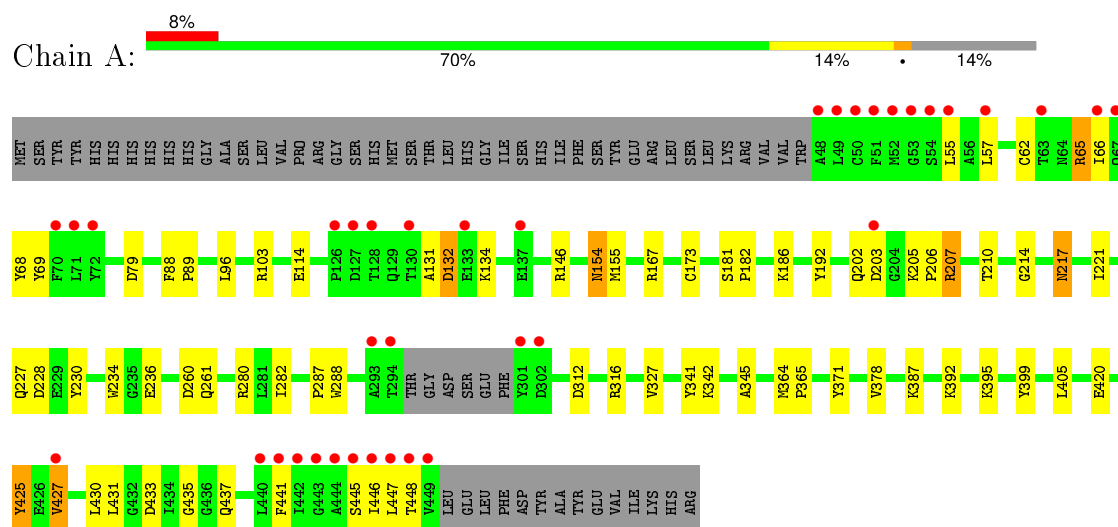 8%
Chain A:
70% 14% • 14%
MET SER TYR TYR HIS HIS HIS HIS HIS HIS GLY ALA SER LEU VAL PRO ARG GLY SER HIS MET SER THR LEU HIS GLY ILE SER HIS ILE PHE SER TYR GLU ARG LEU SER LEU LYS ARG VAL VAL TRP A48 L49 C50 F51 M52 G53 S54 L55 A56 L57 C62 T63 N64 R65 I66
Y68 Y69 F70 L71 Y72 D79 F88 P89 L96 R103 E114 P126 D127 T128 Q129 T130 A131 D132 E133 K134 E137 R146 N154 M155 R167 C173 S181 P182 K186 Y192 Q202 D203 G204 K205 P206 R207 T210 G214 N217 I221
Q227 D228 E229 Y230 W234 G235 E236 D260 Q261 R280 L281 I282 P287 W288 A293 T294 THR GLY ASP SER GLU PHE Y301 D302 D312 R316 V327 Y341 K342 A345 M364 P365 Y371 V378 K387 K392 K395 Y399 L405 E420
Y425 E426 V427 L430 L431 G432 D433 I434 G435 G436 Q437 L440 F441 I442 G443 A444 S445 I446 L447 T448 V449 LEU GLU LEU PHE ASP TYR ALA TYR GLU VAL ILE LYS HIS ARG